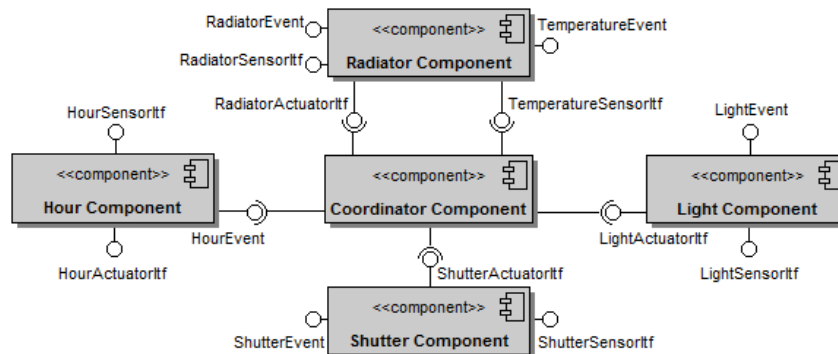 RadiatorEvent
<<component>>
TemperatureEvent
RadiatorSensorItf
Radiator Component
RadiatorActuatorItf
TemperatureSensorItf
HourSensorItf
LightEvent
<<component>>
<<component>>
<<component>>
Hour Component
Coordinator Component
Light Component
HourEvent
LightActuatorItf
HourActuatorItf
ShutterActuatorItf
LightSensorItf
<<component>>
ShutterEvent
Shutter Component
ShutterSensorItf